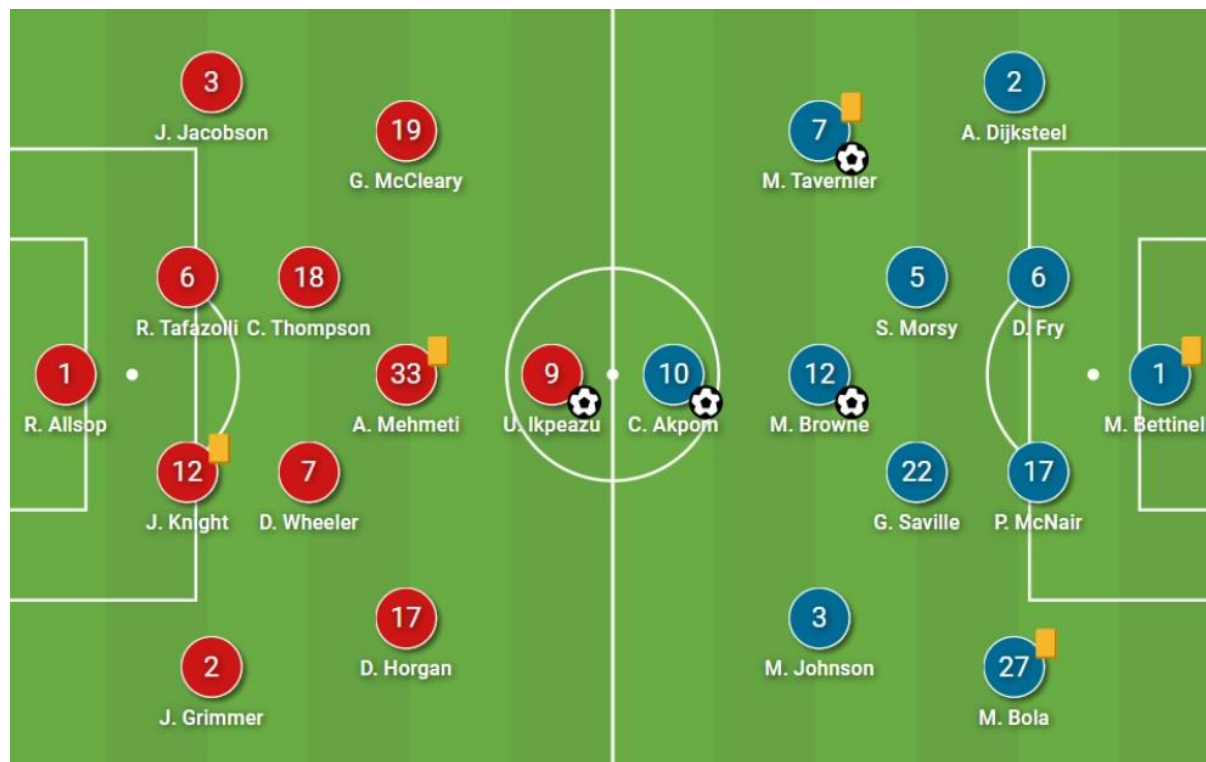 3
J. Jacobson
19
G. McCleary
6
R. Tafazolli
18
C. Thompson
1
R. Allsop
33
A. Mehmeti
9
U. Ikpeazu
12
J. Knight
7
D. Wheeler
17
D. Horgan
2
J. Grimmer
7
M. Tavernier
2
A. Dijksteel
5
S. Morsy
6
D. Fry
10
C. Akpom
12
M. Browne
1
M. Bettinel
22
G. Saville
17
P. McNair
3
M. Johnson
27
M. Bola